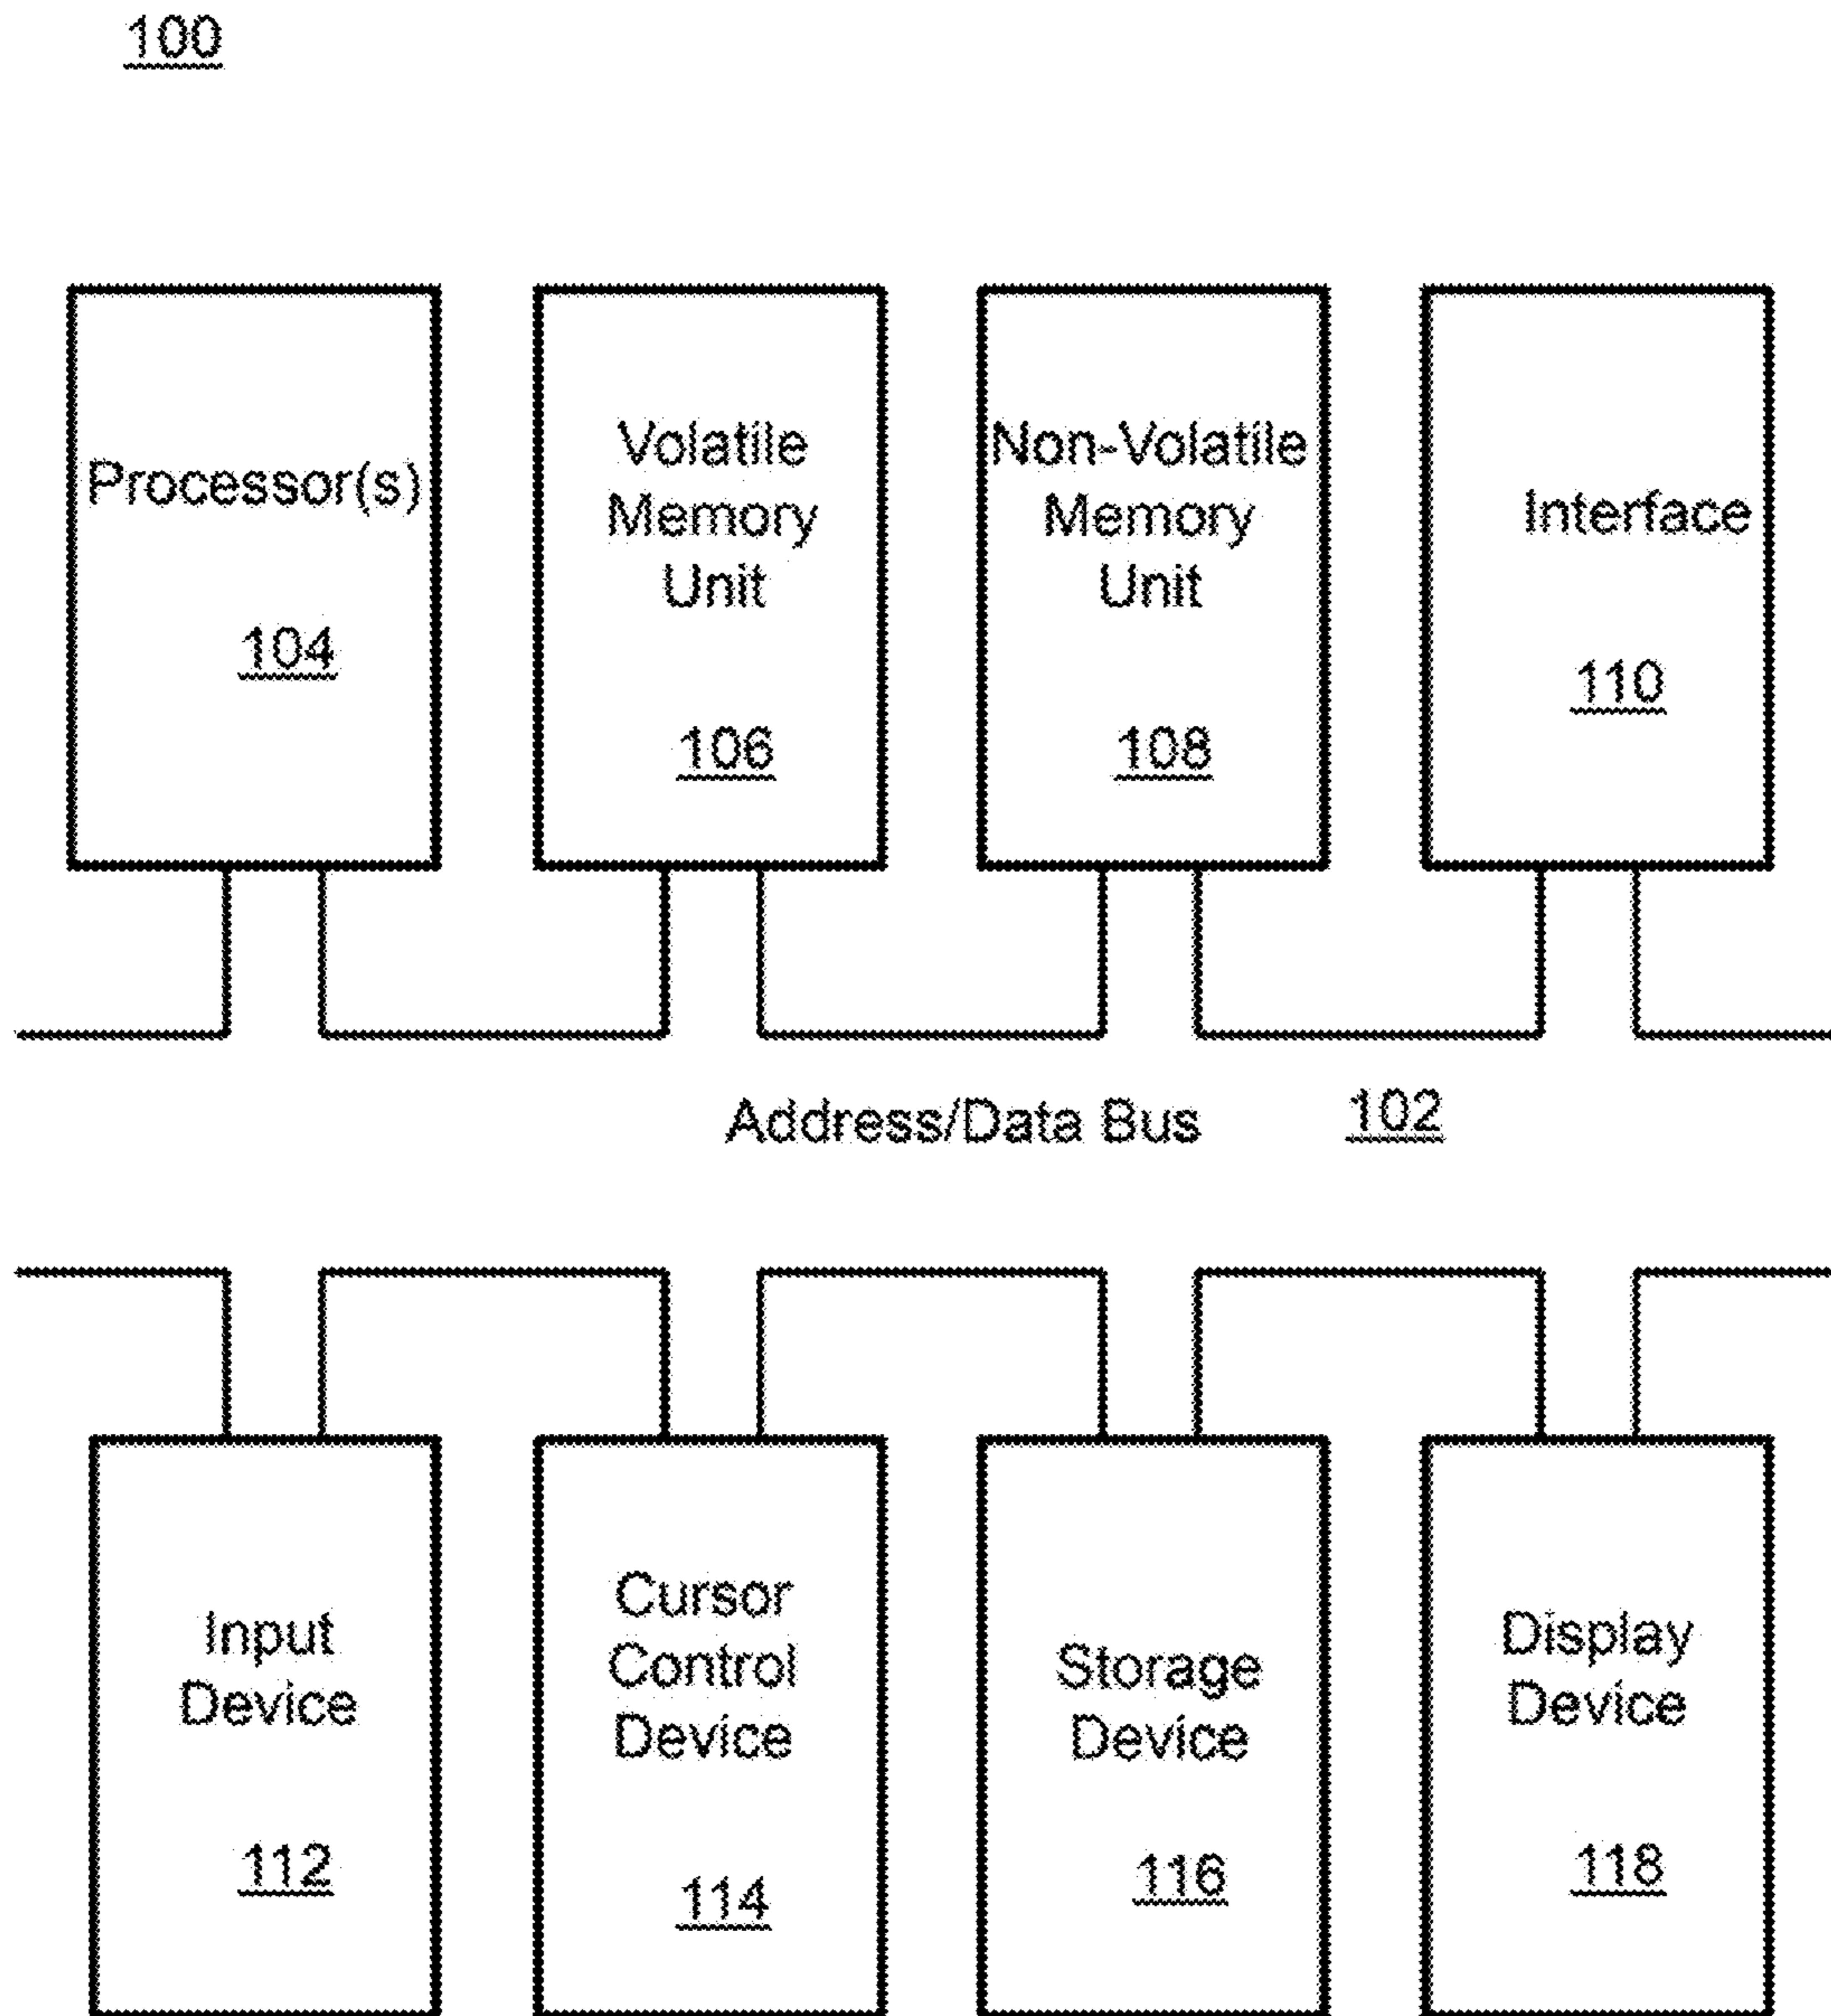 100
Processor(s)
104
Volatile
Memory
Unit
106
Non-Volatile
Memory
Unit
108
Interface
110
Address/Data Bus 102
Input
Device
112
Cursor
Control
Device
114
Storage
Device
116
Display
Device
118